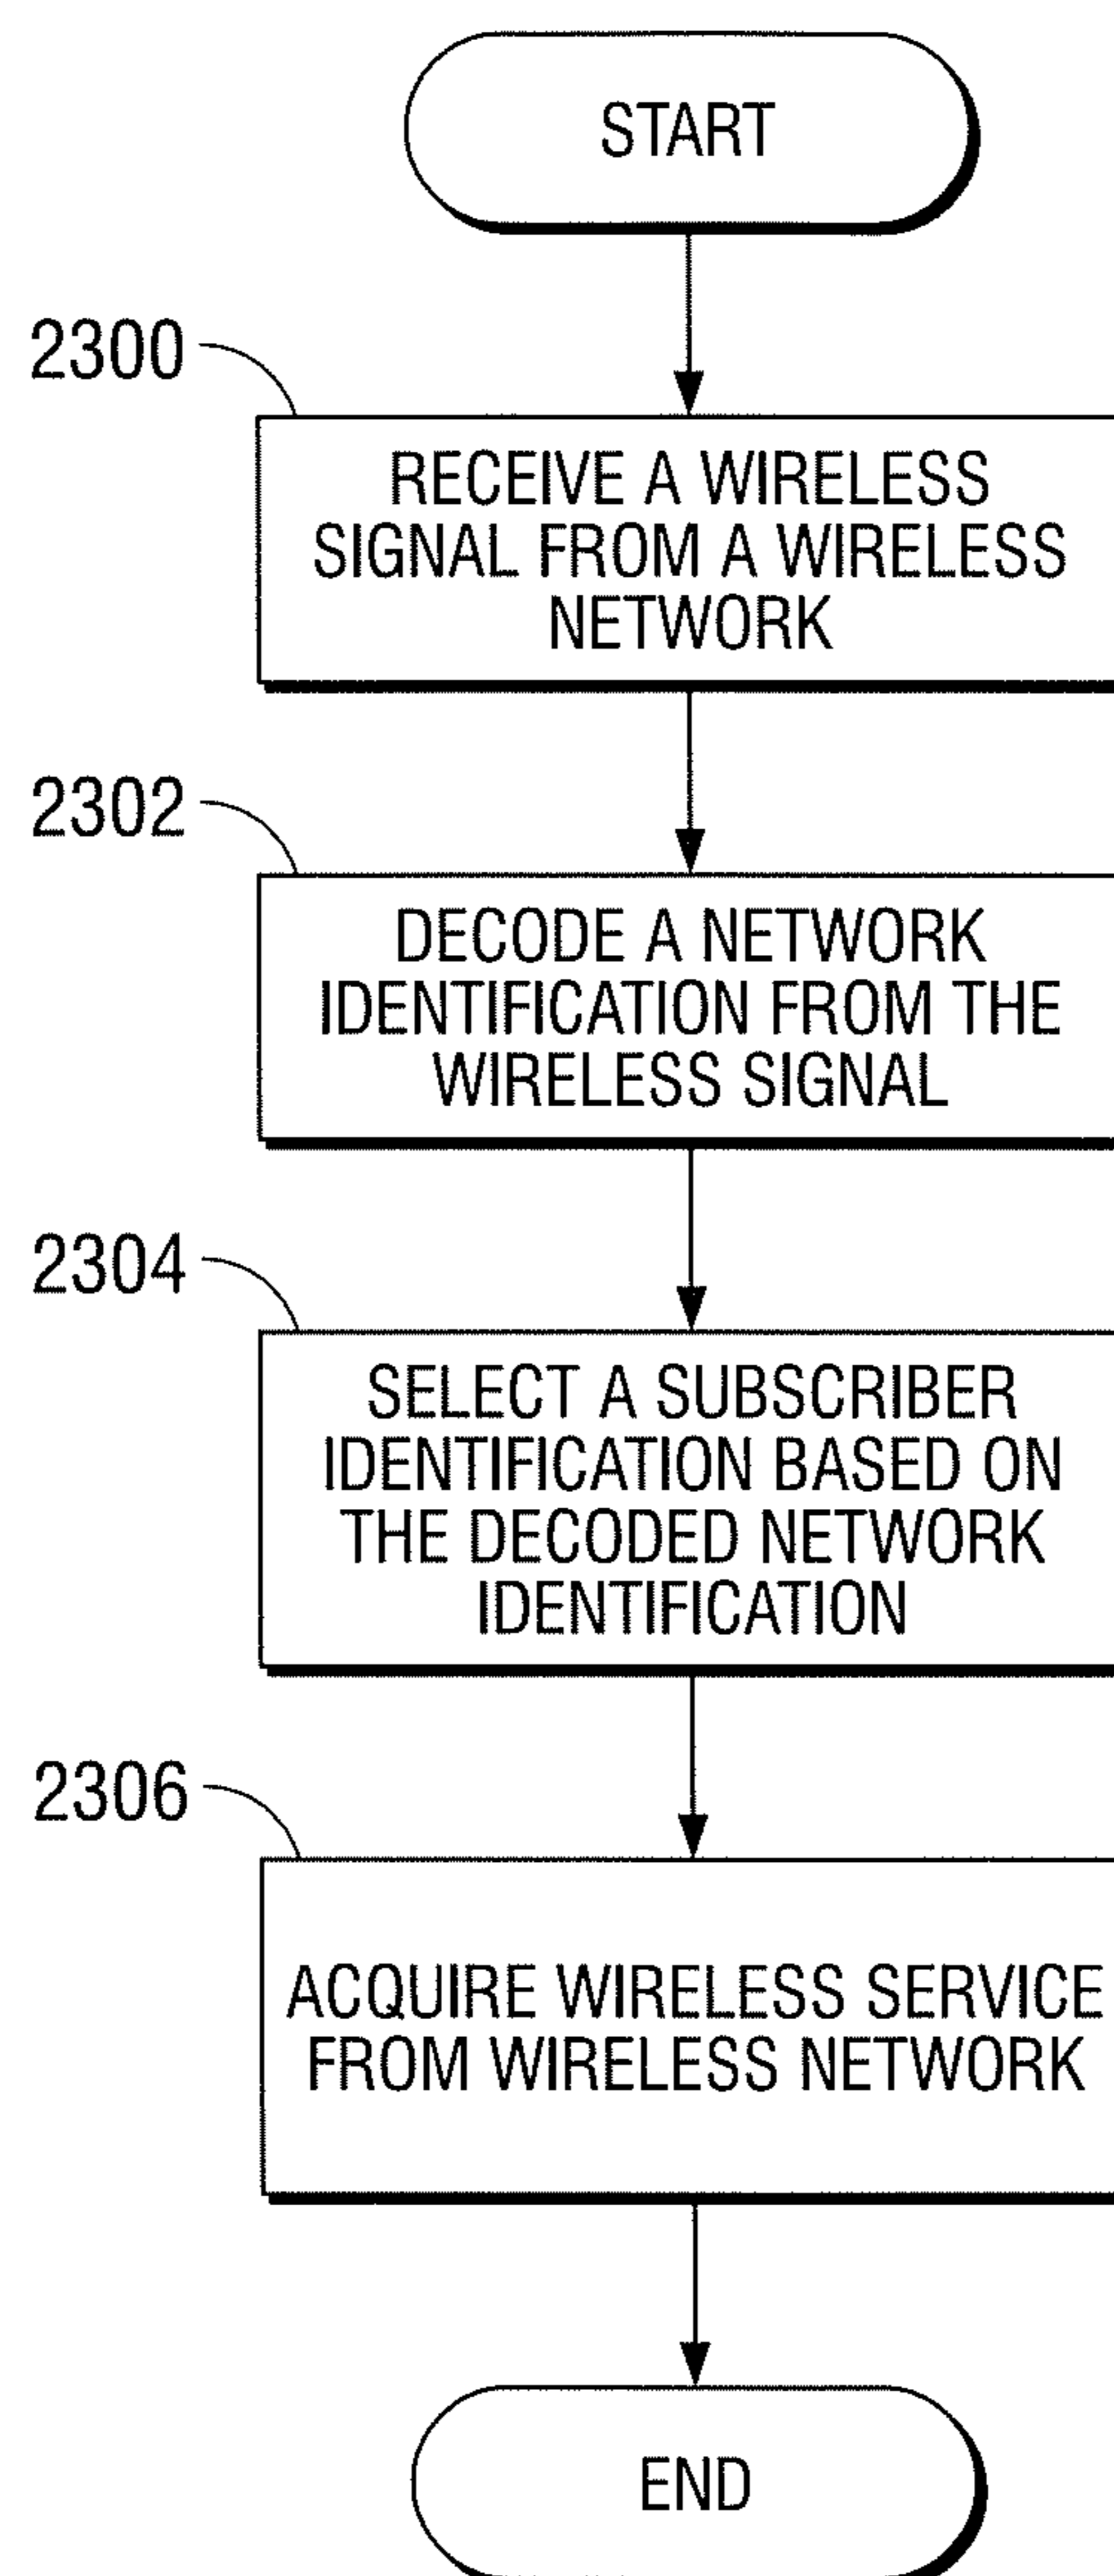 START
2300
RECEIVE A WIRELESS
SIGNAL FROM A WIRELESS
NETWORK
2302
DECODE A NETWORK
IDENTIFICATION FROM THE
WIRELESS SIGNAL
2304
SELECT A SUBSCRIBER
IDENTIFICATION BASED ON
THE DECODED NETWORK
IDENTIFICATION
2306
ACQUIRE WIRELESS SERVICE
FROM WIRELESS NETWORK
END